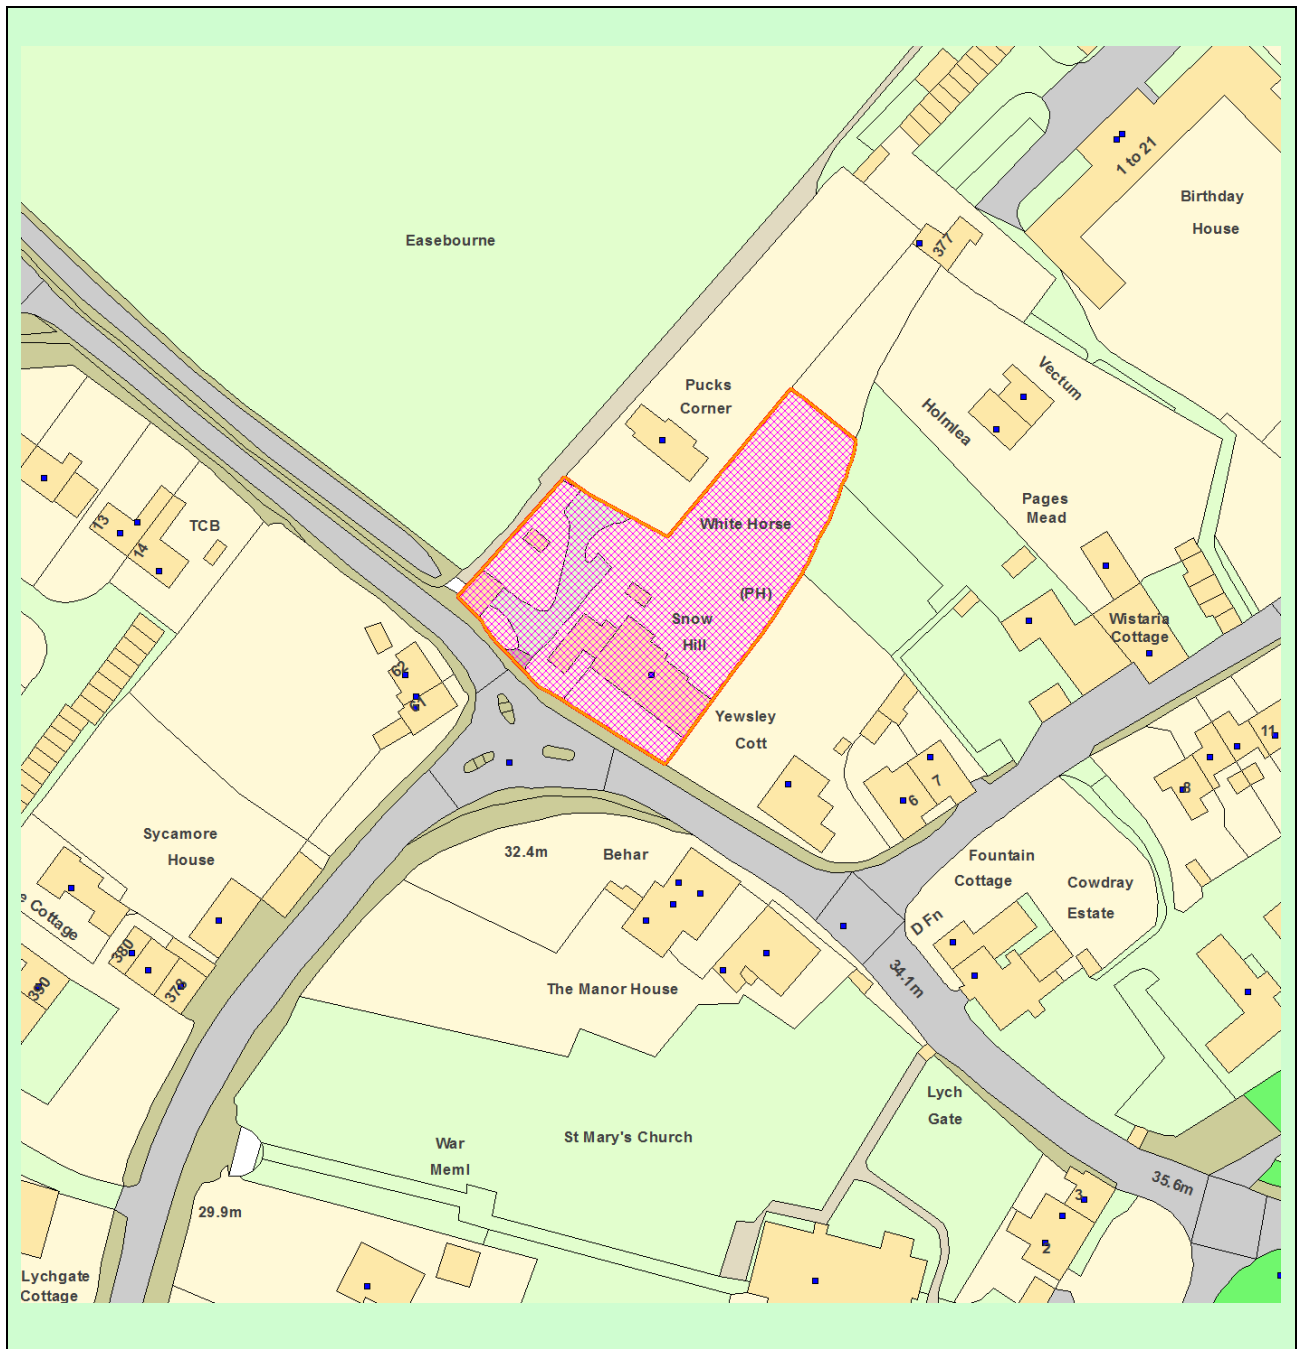 1 to 21
Birthday
House
Easebourne
377
Pucks
Corner
Vectum
Holmlea
White Horse
Pages
Mead
13
14
TCB
(PH)
Snow
Hill
Wistaria
Cottage
62
61
Yewsley
Cott
11
7
6
8
Sycamore
House
32.4m
Behar
Fountain
Cottage
Cowdray
Estate
e Cottage
D Fn
380
378
390
34.1m
The Manor House
Lych
Gate
War
Meml
St Mary's Church
35.6m
3
2
29.9m
Lychgate
Cottage